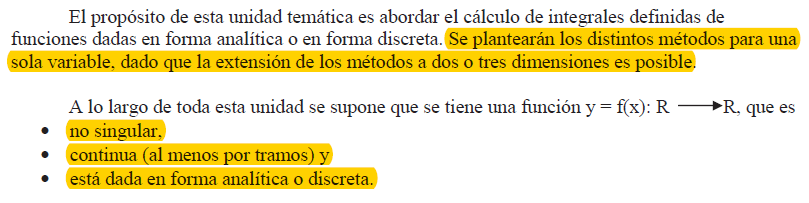 El propósito de esta unidad temática es abordar el cálculo de integrales definidas de
funciones dadas en forma analítica o en forma discreta. Se plantearán los distintos métodos para una
sola variable, dado que la extensión de los métodos a dos o tres dimensiones es posible.
A lo largo de toda esta unidad se supone que se tiene una función y = f(x): R ⟶ R, que es
• no singular,
• continua (al menos por tramos) y
• está dada en forma analítica o discreta.